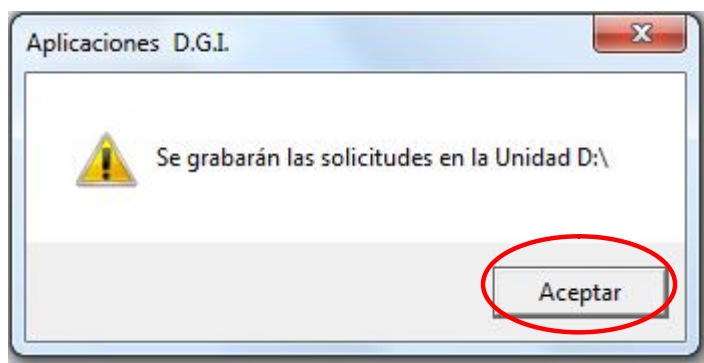 Aplicaciones D.G.I.
Se grabarán las solicitudes en la Unidad D:\
Aceptar